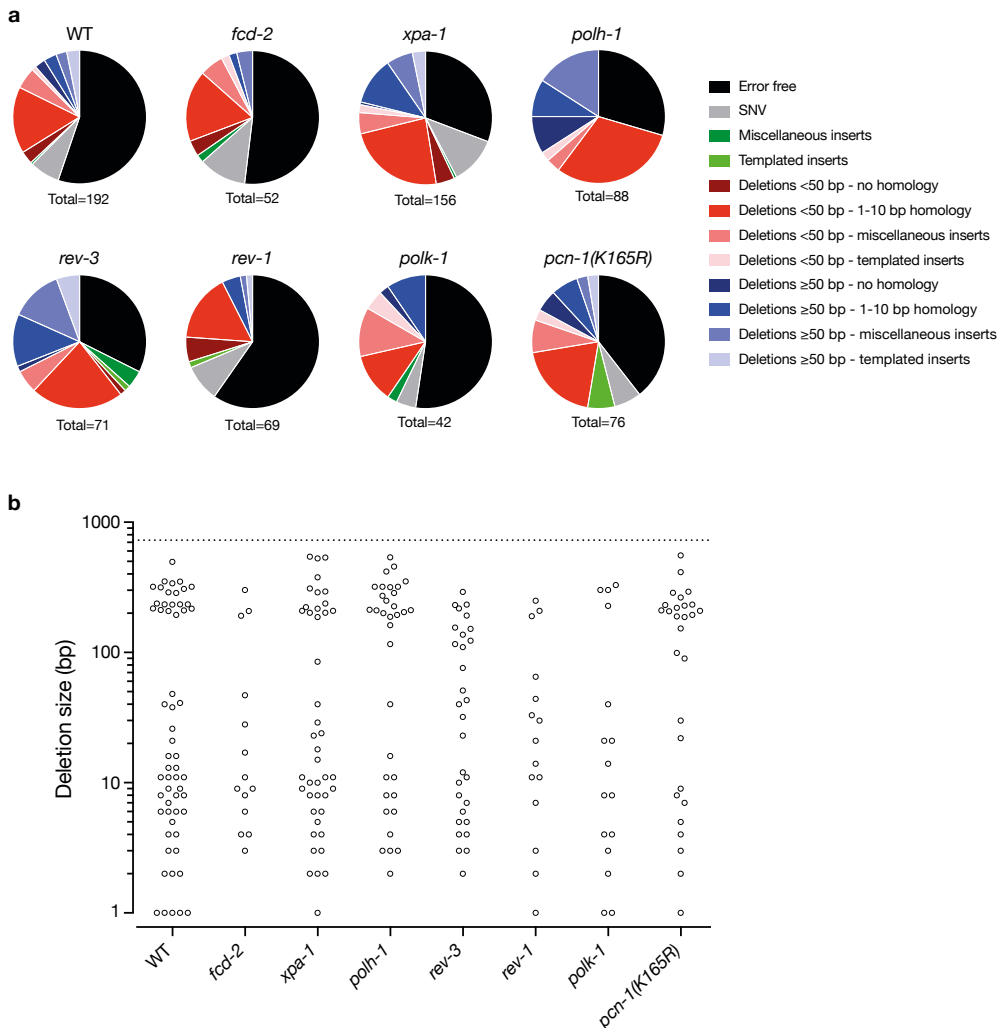 a
WT
fcd-2
xpa-1
polh-1
Total=192
Total=52
Total=156
Total=88
rev-3
rev-1
polk-1
pcn-1(K165R)
Total=71
Total=69
Total=42
Total=76
Error free
SNV
Miscellaneous inserts
Templated inserts
Deletions <50 bp - no homology
Deletions <50 bp - 1-10 bp homology
Deletions <50 bp - miscellaneous inserts
Deletions <50 bp - templated inserts
Deletions ≥50 bp - no homology
Deletions ≥50 bp - 1-10 bp homology
Deletions ≥50 bp - miscellaneous inserts
Deletions ≥50 bp - templated inserts
b
Deletion size (bp)
1000
100
10
1
WT
fcd-2
xpa-1
polh-1
rev-3
rev-1
polk-1
pcn-1(K165R)